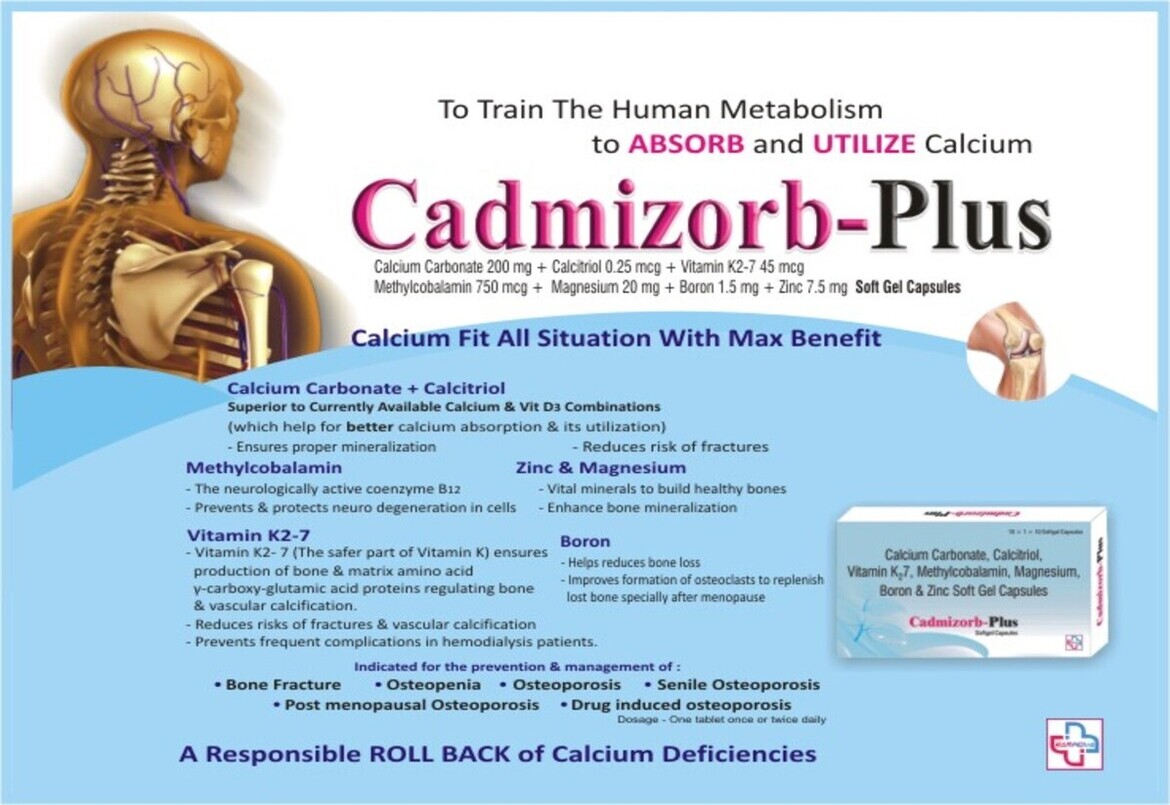 To Train The Human Metabolism
to ABSORB and UTILIZE Calcium
Cadmizorb-Plus
Calcium Carbonate 200 mg + Calcitriol 0.25 mcg + Vitamin K2-7 45 mcg
Methylcobalamin 750 mcg + Magnesium 20 mg + Boron 1.5 mg + Zinc 7.5 mg Soft Gel Capsules
Calcium Fit All Situation With Max Benefit
Calcium Carbonate + Calcitriol
Superior to Currently Available Calcium & Vit D3 Combinations
(which help for better calcium absorption & its utilization)
- Ensures proper mineralization
- Reduces risk of fractures
Methylcobalamin
- The neurologically active coenzyme B12
- Prevents & protects neuro degeneration in cells
Zinc & Magnesium
- Vital minerals to build healthy bones
- Enhance bone mineralization
Vitamin K2-7
- Vitamin K2- 7 (The safer part of Vitamin K) ensures
production of bone & matrix amino acid
γ-carboxy-glutamic acid proteins regulating bone
& vascular calcification.
- Reduces risks of fractures & vascular calcification
- Prevents frequent complications in hemodialysis patients.
Boron
- Helps reduces bone loss
- Improves formation of osteoclasts to replenish
lost bone specially after menopause
Cadmizorb-Plus
10 × 1 × 10 Softgel Capsules
Calcium Carbonate, Calcitriol,
Vitamin K27, Methylcobalamin, Magnesium,
Boron & Zinc Soft Gel Capsules
Cadmizorb-Plus
Softgel Capsules
Cadmizorb-Plus
Indicated for the prevention & management of :
• Bone Fracture • Osteopenia • Osteoporosis • Senile Osteoporosis
• Post menopausal Osteoporosis • Drug induced osteoporosis
Dosage - One tablet once or twice daily
A Responsible ROLL BACK of Calcium Deficiencies